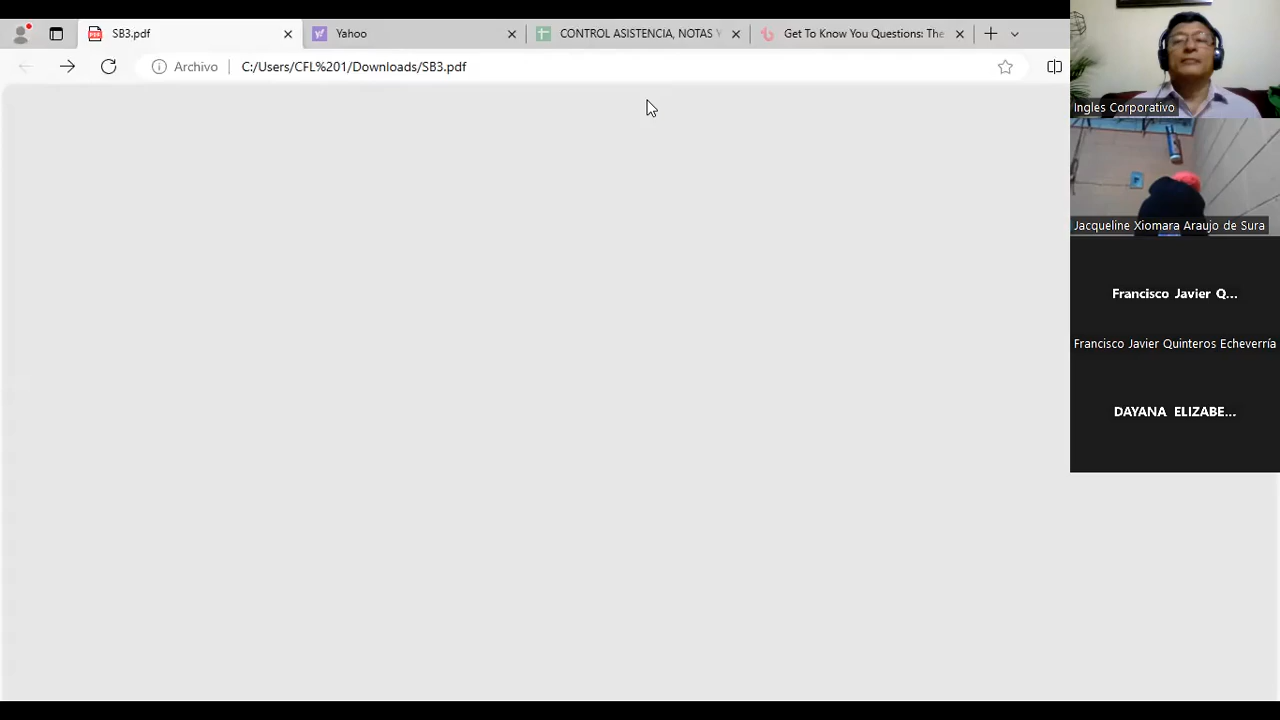 SB3.pdf
Yahoo
CONTROL ASISTENCIA, NOTAS
Get To Know You Questions: The
Archivo
C:/Users/CFL%201/Downloads/SB3.pdf
Ingles Corporativo
Jacqueline Xiomara Araujo de Sura
Francisco Javier Q...
Francisco Javier Quinteros Echeverría
DAYANA ELIZABE...